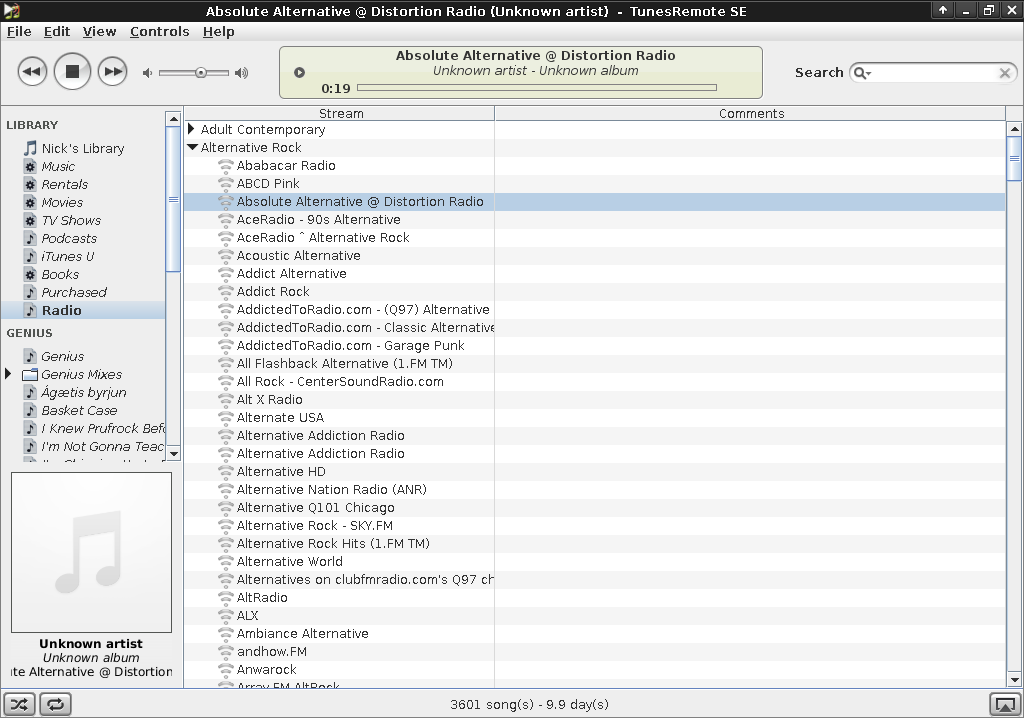 Absolute Alternative @ Distortion Radio (Unknown artist) - TunesRemote SE
File Edit View Controls Help
Absolute Alternative @ Distortion Radio
Unknown artist - Unknown album
0:19
Search
LIBRARY
Nick's Library
Music
Rentals
Movies
TV Shows
Podcasts
iTunes U
Books
Purchased
Radio
GENIUS
Genius
Genius Mixes
Ágætis byrjun
Basket Case
I Knew Prufrock Befo
I'm Not Gonna Teac
Unknown artist
Unknown album
te Alternative @ Distortion
Stream Comments
Adult Contemporary
Alternative Rock
Ababacar Radio
ABCD Pink
Absolute Alternative @ Distortion Radio
AceRadio - 90s Alternative
AceRadio ˆ Alternative Rock
Acoustic Alternative
Addict Alternative
Addict Rock
AddictedToRadio.com - (Q97) Alternative
AddictedToRadio.com - Classic Alternative
AddictedToRadio.com - Garage Punk
All Flashback Alternative (1.FM TM)
All Rock - CenterSoundRadio.com
Alt X Radio
Alternate USA
Alternative Addiction Radio
Alternative Addiction Radio
Alternative HD
Alternative Nation Radio (ANR)
Alternative Q101 Chicago
Alternative Rock - SKY.FM
Alternative Rock Hits (1.FM TM)
Alternative World
Alternatives on clubfmradio.com's Q97 ch
AltRadio
ALX
Ambiance Alternative
andhow.FM
Anwarock
Array.FM AltRock
3601 song(s) - 9.9 day(s)